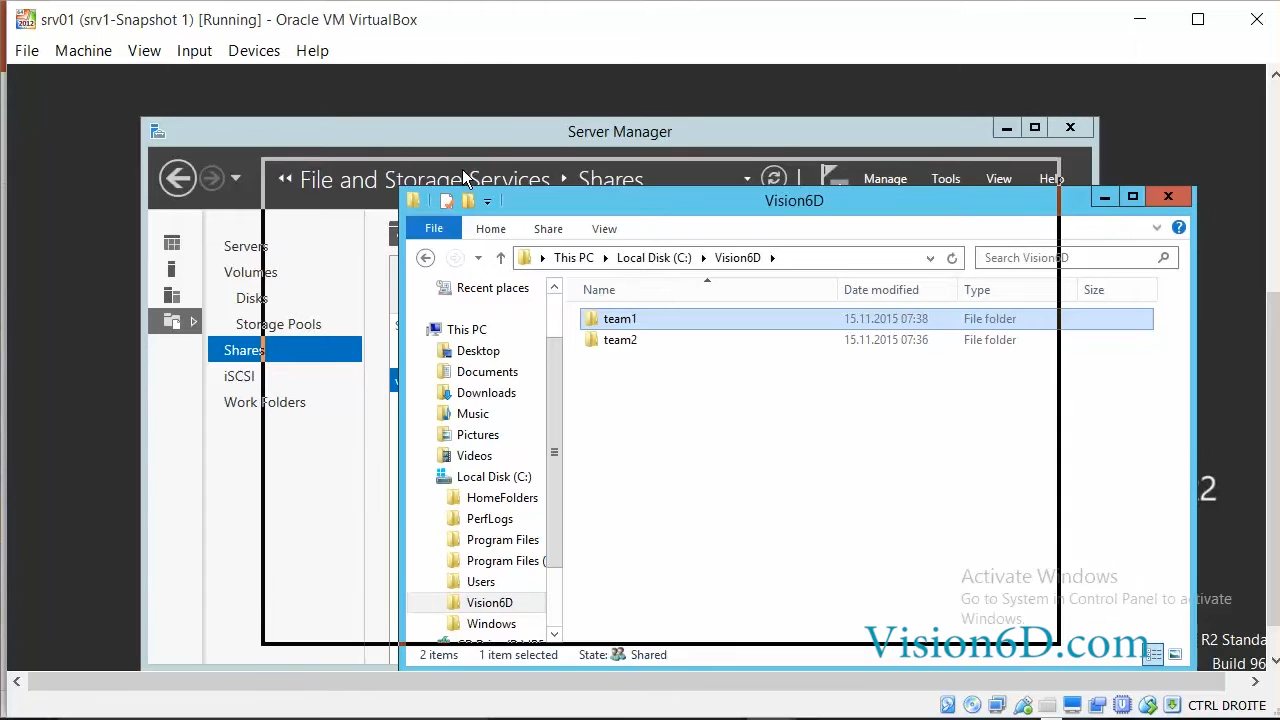 srv01 (srv1-Snapshot 1) [Running] - Oracle VM VirtualBox
File Machine View Input Devices Help
Server Manager
File and Storage Services Shares
Manage Tools View Help
Servers
Volumes
Disks
Storage Pools
Shares
iSCSI
Work Folders
Vision6D
File Home Share View
This PC Local Disk (C:) Vision6D
Search Vision6D
Name Date modified Type Size
team1 15.11.2015 07:38 File folder
team2 15.11.2015 07:36 File folder
Recent places
This PC
Desktop
Documents
Downloads
Music
Pictures
Videos
Local Disk (C:)
HomeFolders
PerfLogs
Program Files
Program Files (
Users
Vision6D
Windows
2 items 1 item selected State: Shared
Activate Windows
Go to System in Control Panel to activate
Windows.
Vision6D.com
R2 Standa
Build 96
CTRL DROITE